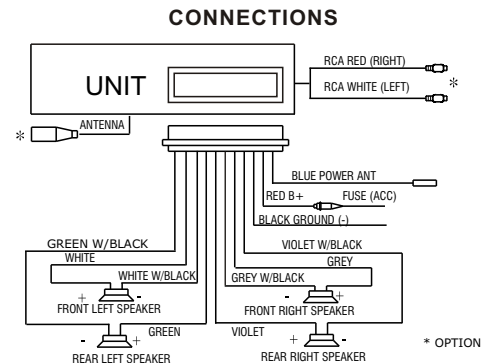 CONNECTIONS
UNIT
RCA RED (RIGHT)
RCA WHITE (LEFT)
*
* ANTENNA
BLUE POWER ANT
RED B+ FUSE (ACC)
BLACK GROUND (-)
GREEN W/BLACK
VIOLET W/BLACK
WHITE
GREY
WHITE W/BLACK
GREY W/BLACK
+ -
- +
FRONT LEFT SPEAKER
FRONT RIGHT SPEAKER
GREEN
VIOLET
- +
+ -
REAR LEFT SPEAKER
REAR RIGHT SPEAKER
* OPTION